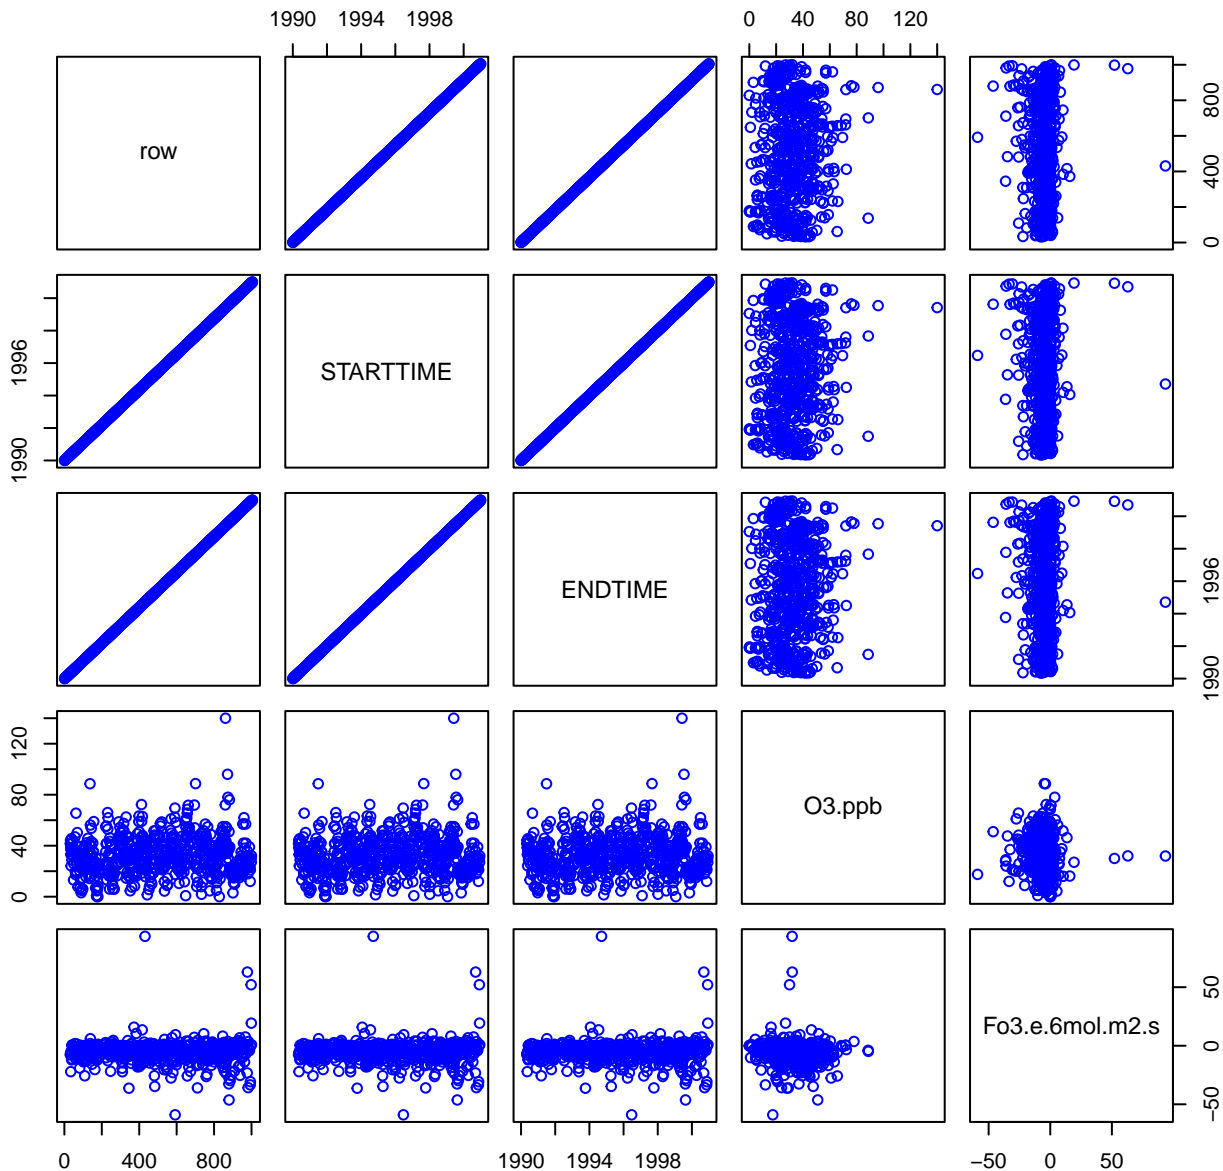 1990 1994 1998 0 40 80 120
row 0 400 800
1990 1996 STARTTIME
ENDTIME 1990 1996
0 40 80 120 O3.ppb
Fo3.e.6mol.m2.s −50 0 50
0 400 800 1990 1994 1998 −50 0 50